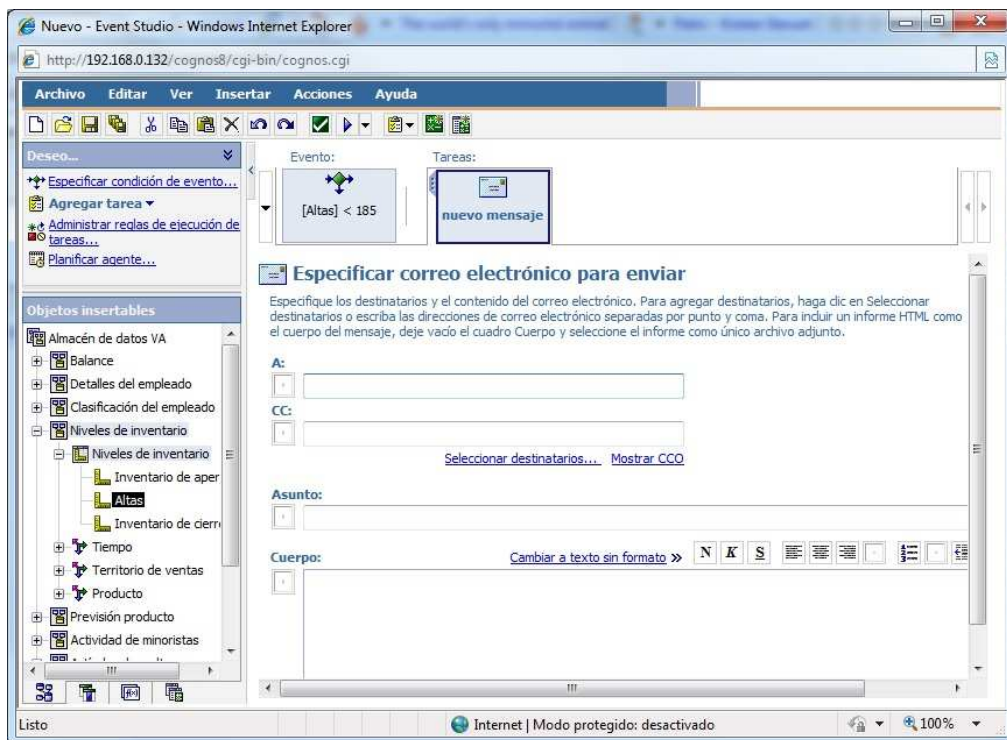 Nuevo - Event Studio - Windows Internet Explorer
http://192.168.0.132/cognos8/cgi-bin/cognos.cgi
Archivo Editar Ver Insertar Acciones Ayuda
Deseo...
Especificar condición de evento...
Agregar tarea
Administrar reglas de ejecución de
tareas...
Planificar agente...
Evento: Tareas:
[Altas] < 185
nuevo mensaje
Objetos insertables
Almacén de datos VA
Balance
Detalles del empleado
Clasificación del empleado
Niveles de inventario
Niveles de inventario
Inventario de aper
Altas
Inventario de cierr
Tiempo
Territorio de ventas
Producto
Previsión producto
Actividad de minoristas
Especificar correo electrónico para enviar
Especifique los destinatarios y el contenido del correo electrónico. Para agregar destinatarios, haga clic en Seleccionar
destinatarios o escriba las direcciones de correo electrónico separadas por punto y coma. Para incluir un informe HTML como
el cuerpo del mensaje, deje vacío el cuadro Cuerpo y seleccione el informe como único archivo adjunto.
A:
CC:
Seleccionar destinatarios... Mostrar CCO
Asunto:
Cuerpo: Cambiar a texto sin formato » N K S
Listo Internet | Modo protegido: desactivado 100%